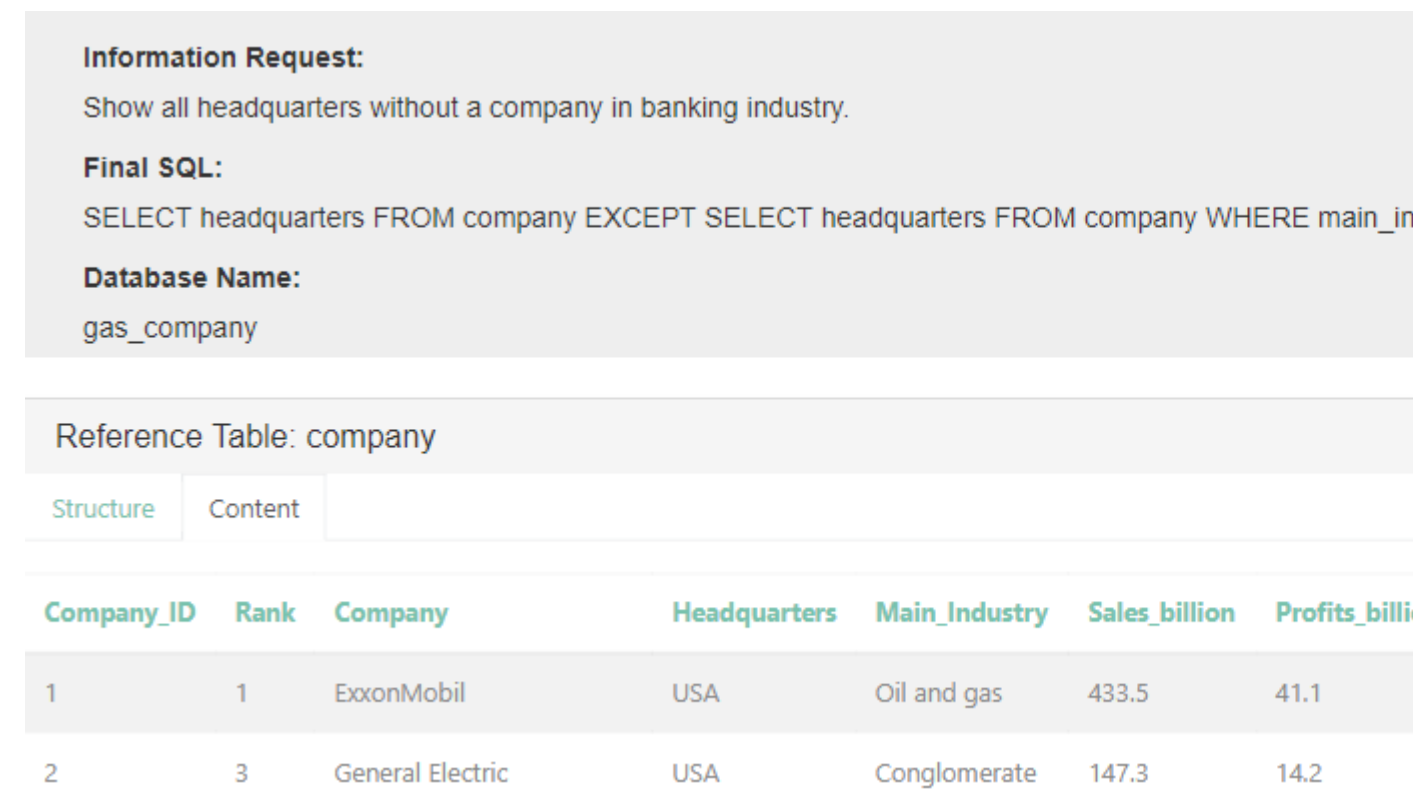 Information Request:
Show all headquarters without a company in banking industry.
Final SQL:
SELECT headquarters FROM company EXCEPT SELECT headquarters FROM company WHERE main_in
Database Name:
gas_company
Reference Table: company
Structure Content
Company_ID Rank Company Headquarters Main_Industry Sales_billion Profits_billi
1 1 ExxonMobil USA Oil and gas 433.5 41.1
2 3 General Electric USA Conglomerate 147.3 14.2